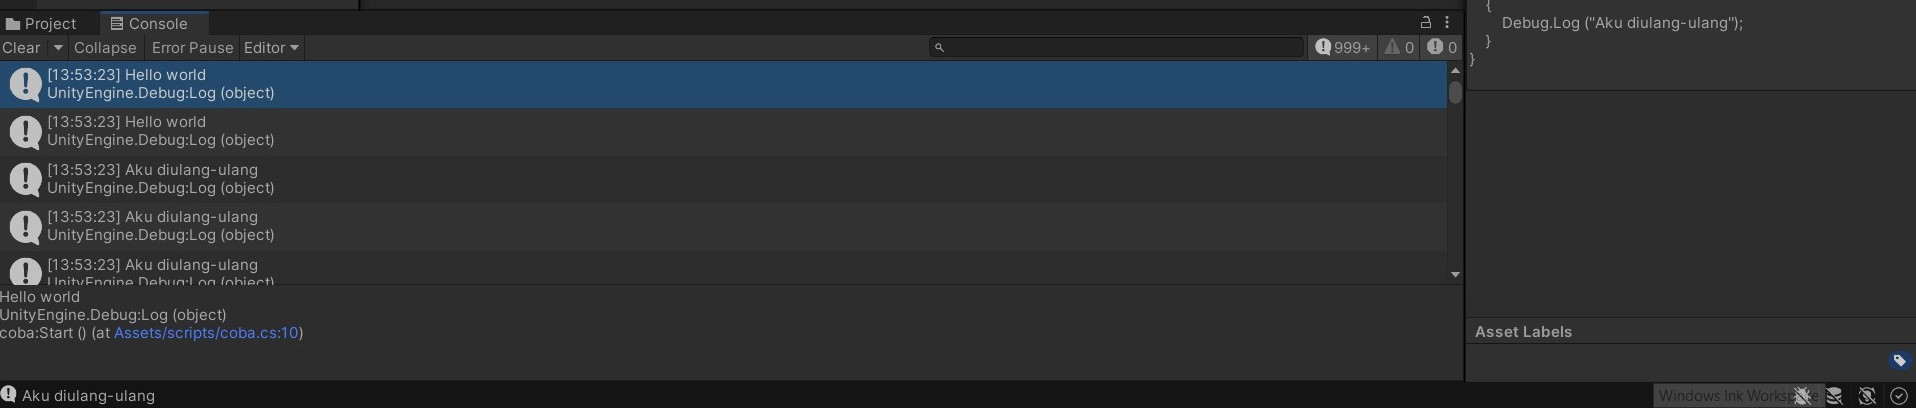 Project
Console
Clear
Collapse
Error Pause
Editor
999+
0
0
[13:53:23] Hello world
UnityEngine.Debug:Log (object)
[13:53:23] Hello world
UnityEngine.Debug:Log (object)
[13:53:23] Aku diulang-ulang
UnityEngine.Debug:Log (object)
[13:53:23] Aku diulang-ulang
UnityEngine.Debug:Log (object)
[13:53:23] Aku diulang-ulang
UnityEngine.Debug:Log (object)
Hello world
UnityEngine.Debug:Log (object)
coba:Start () (at Assets/scripts/coba.cs:10)
Aku diulang-ulang
{
Debug.Log ("Aku diulang-ulang");
}
}
Asset Labels
Windows Ink Workspace